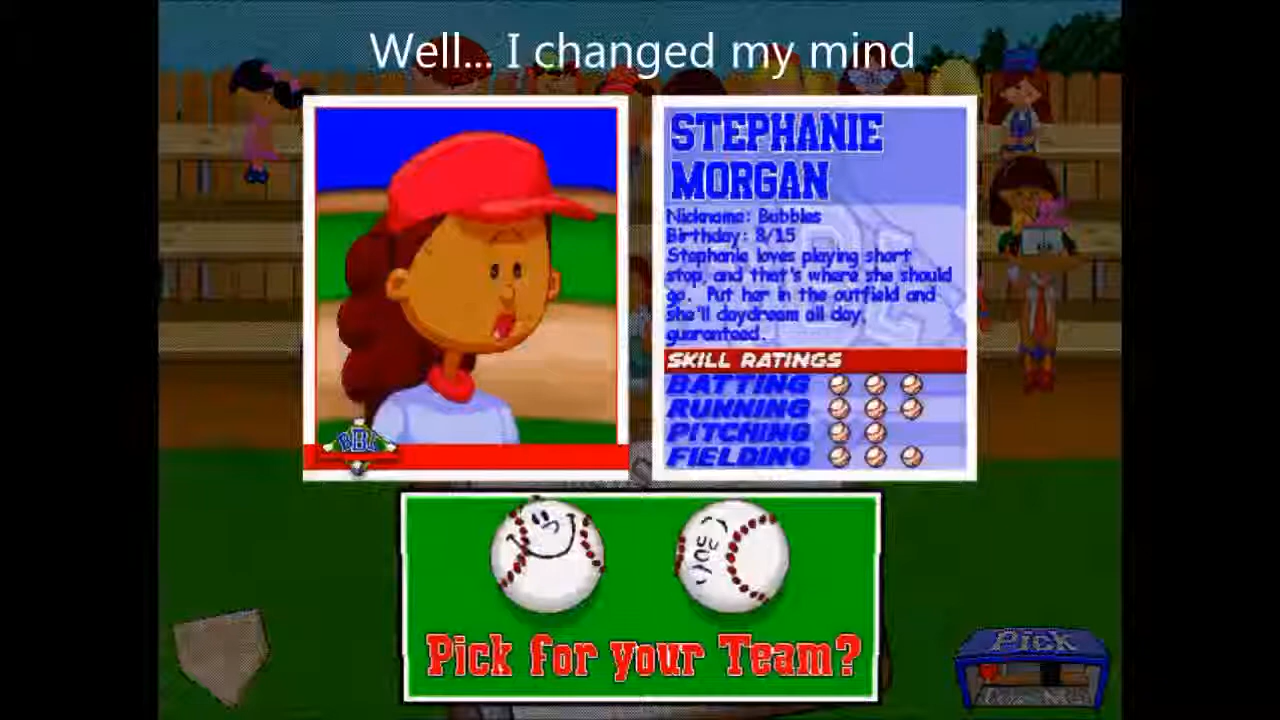 Well... I changed my mind
STEPHANIE
MORGAN
Nickname: Bubbles
Birthday: 8/15
Stephanie loves playing short
stop, and that's where she should
go. Put her in the outfield and
she'll daydream all day,
guaranteed.
SKILL RATINGS
BATTING
RUNNING
PITCHING
FIELDING
BBL
Pick for your Team?
Pick